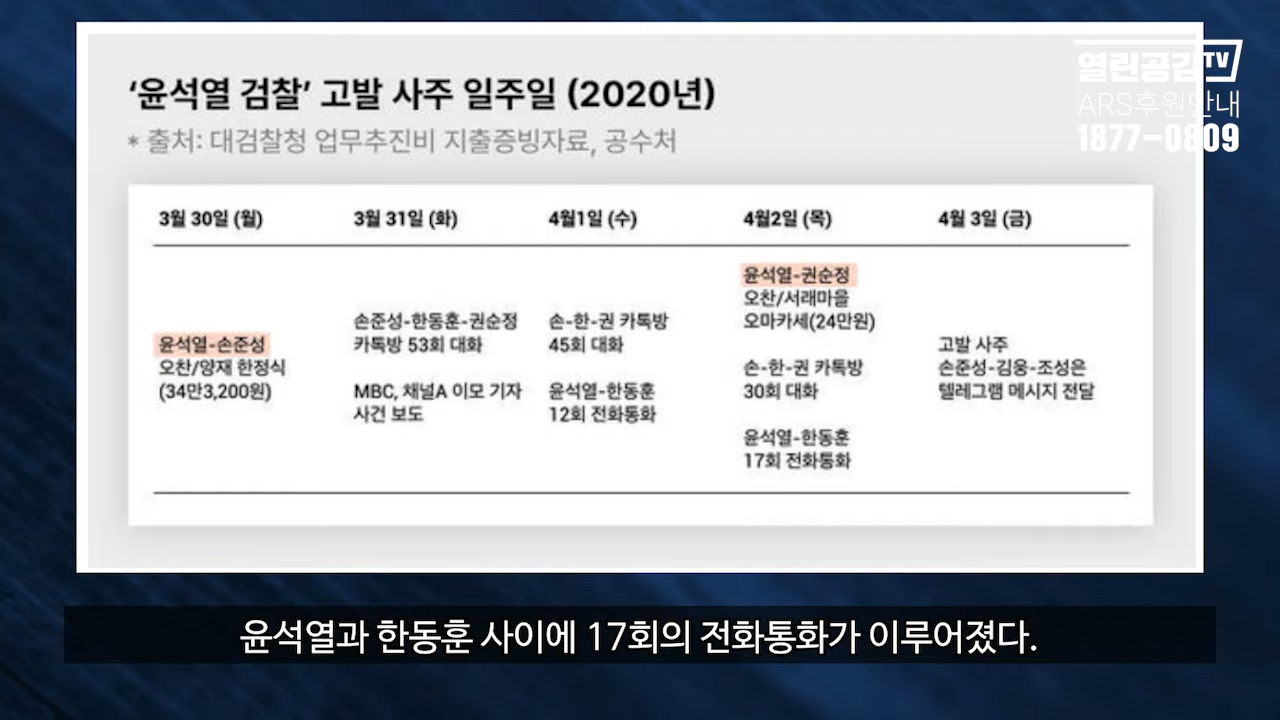 ‘윤석열 검찰’ 고발 사주 일주일 (2020년)
* 출처: 대검찰청 업무추진비 지출증빙자료, 공수처
열린공감TV
ARS후원안내
1877-0809
3월 30일 (월)
윤석열-손준성
오찬/양재 한정식
(34만3,200원)
3월 31일 (화)
손준성-한동훈-권순정
카톡방 53회 대화
MBC, 채널A 이모 기자
사건 보도
4월1일 (수)
손-한-권 카톡방
45회 대화
윤석열-한동훈
12회 전화통화
4월2일 (목)
윤석열-권순정
오찬/서래마을
오마카세(24만원)
손-한-권 카톡방
30회 대화
윤석열-한동훈
17회 전화통화
4월 3일 (금)
고발 사주
손준성-김웅-조성은
텔레그램 메시지 전달
윤석열과 한동훈 사이에 17회의 전화통화가 이루어졌다.